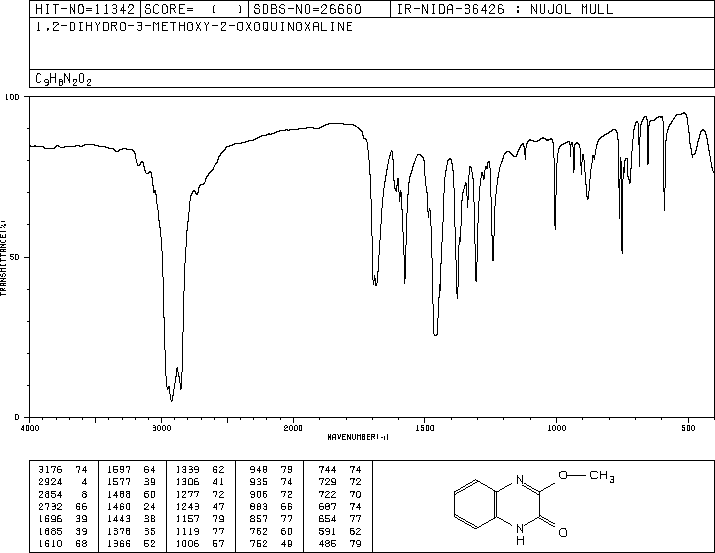 HIT-NO=11342 SCORE= ( ) SDBS-NO=26660 IR-NIDA-36426 : NUJOL MULL
1,2-DIHYDRO-3-METHOXY-2-OXOQUINOXALINE
C9H8N2O2
100
50
0
TRANSMITTANCE(%)
4000 3000 2000 1500 1000 500
WAVENUMBER(-1)
3176 74 1597 64 1339 62 948 79 744 74
2924 4 1577 39 1306 41 935 74 729 72
2854 8 1488 60 1277 72 906 72 722 70
2732 66 1460 24 1243 47 883 66 687 74
1696 39 1443 38 1157 79 857 77 654 77
1685 39 1378 35 1119 77 762 60 591 62
1610 68 1366 52 1006 57 752 49 486 79
N O CH3
N O
H